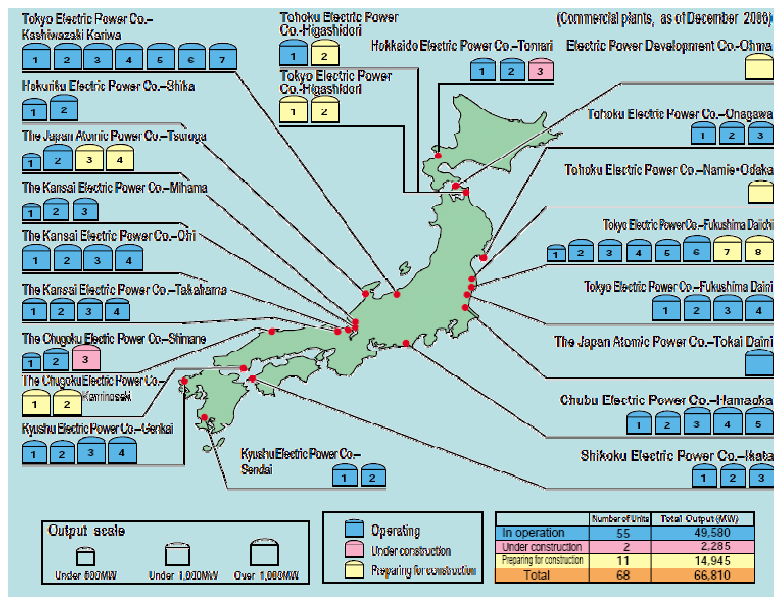 Tokyo Electric Power Co.–
Kashiwazaki Kariwa
1 2 3 4 5 6 7
Hokuriku Electric Power Co.–Shika
1 2
The Japan Atomic Power Co.–Tsuruga
1 2 3 4
The Kansai Electric Power Co.–Mihama
1 2 3
The Kansai Electric Power Co.–Ohi
1 2 3 4
The Kansai Electric Power Co.–Takahama
1 2 3 4
The Chugoku Electric Power Co.–Shimane
1 2 3
The Chugoku Electric Power Co.–
Kaminoseki
1 2
Kyushu Electric Power Co.–Genkai
1 2 3 4
Tohoku Electric Power
Co.–Higashidori
1 2
Tokyo Electric Power
Co.–Higashidori
1 2
(Commercial plants, as of December 2006)
Hokkaido Electric Power Co.–Tomari
1 2 3
Electric Power Development Co.–Ohma
Tohoku Electric Power Co.–Onagawa
1 2 3
Tohoku Electric Power Co.–Namie•Odaka
Tokyo Electric Power Co.–Fukushima Daiichi
1 2 3 4 5 6 7 8
Tokyo Electric Power Co.–Fukushima Daini
1 2 3 4
The Japan Atomic Power Co.–Tokai Daini
Chubu Electric Power Co.–Hamaoka
1 2 3 4 5
Shikoku Electric Power Co.–Ikata
1 2 3
Kyushu Electric Power Co.–
Sendai
1 2
Output scale
Under 500MW Under 1,000MW Over 1,000MW
Operating
Under construction
Preparing for construction
Number of Units Total Output (MW)
In operation 55 49,580
Under construction 2 2,285
Preparing for construction 11 14,945
Total 68 66,810